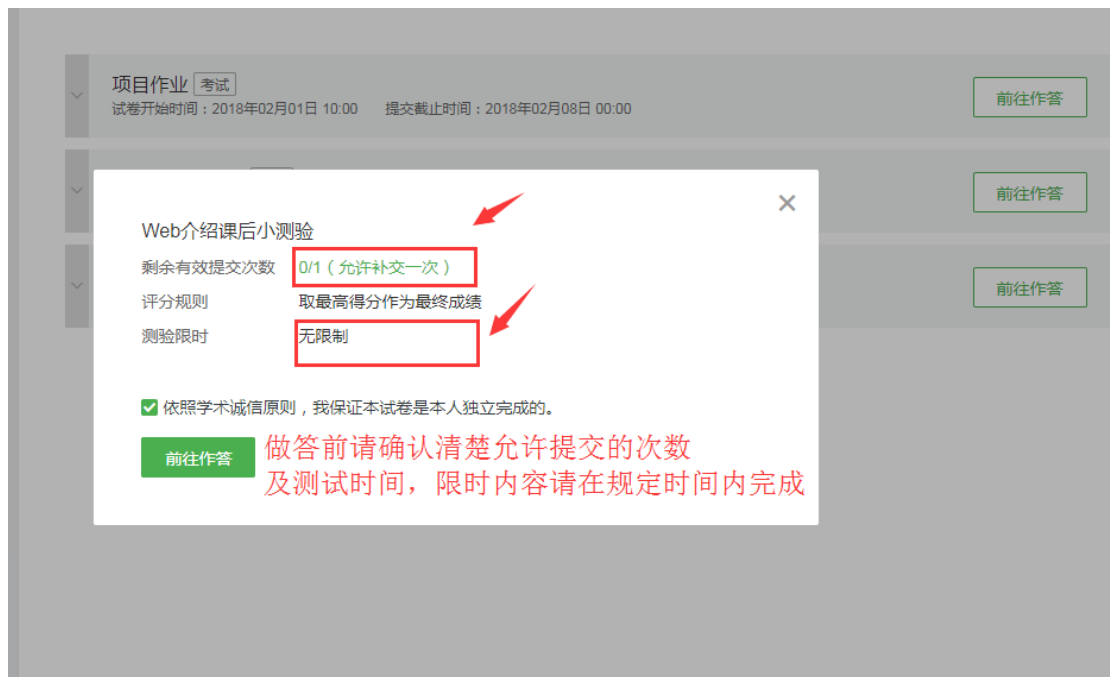 项目作业 考试
试卷开始时间：2018年02月01日 10:00 提交截止时间：2018年02月08日 00:00
前往作答
前往作答
Web介绍课后小测验
剩余有效提交次数 0/1（允许补交一次）
评分规则 取最高得分作为最终成绩
前往作答
测验限时 无限制
依照学术诚信原则，我保证本试卷是本人独立完成的。
前往作答
做答前请确认清楚允许提交的次数
及测试时间，限时内容请在规定时间内完成